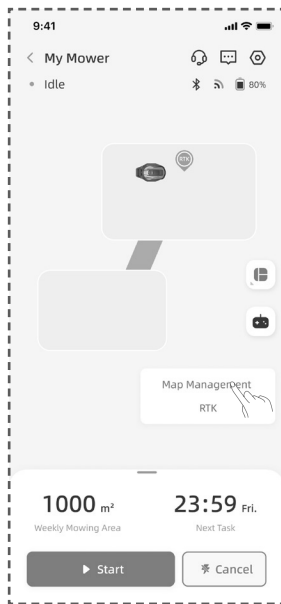 9:41
My Mower
Idle
80%
RTK
Map Management
RTK
1000 m²
23:59 Fri.
Weekly Mowing Area
Next Task
Start
Cancel